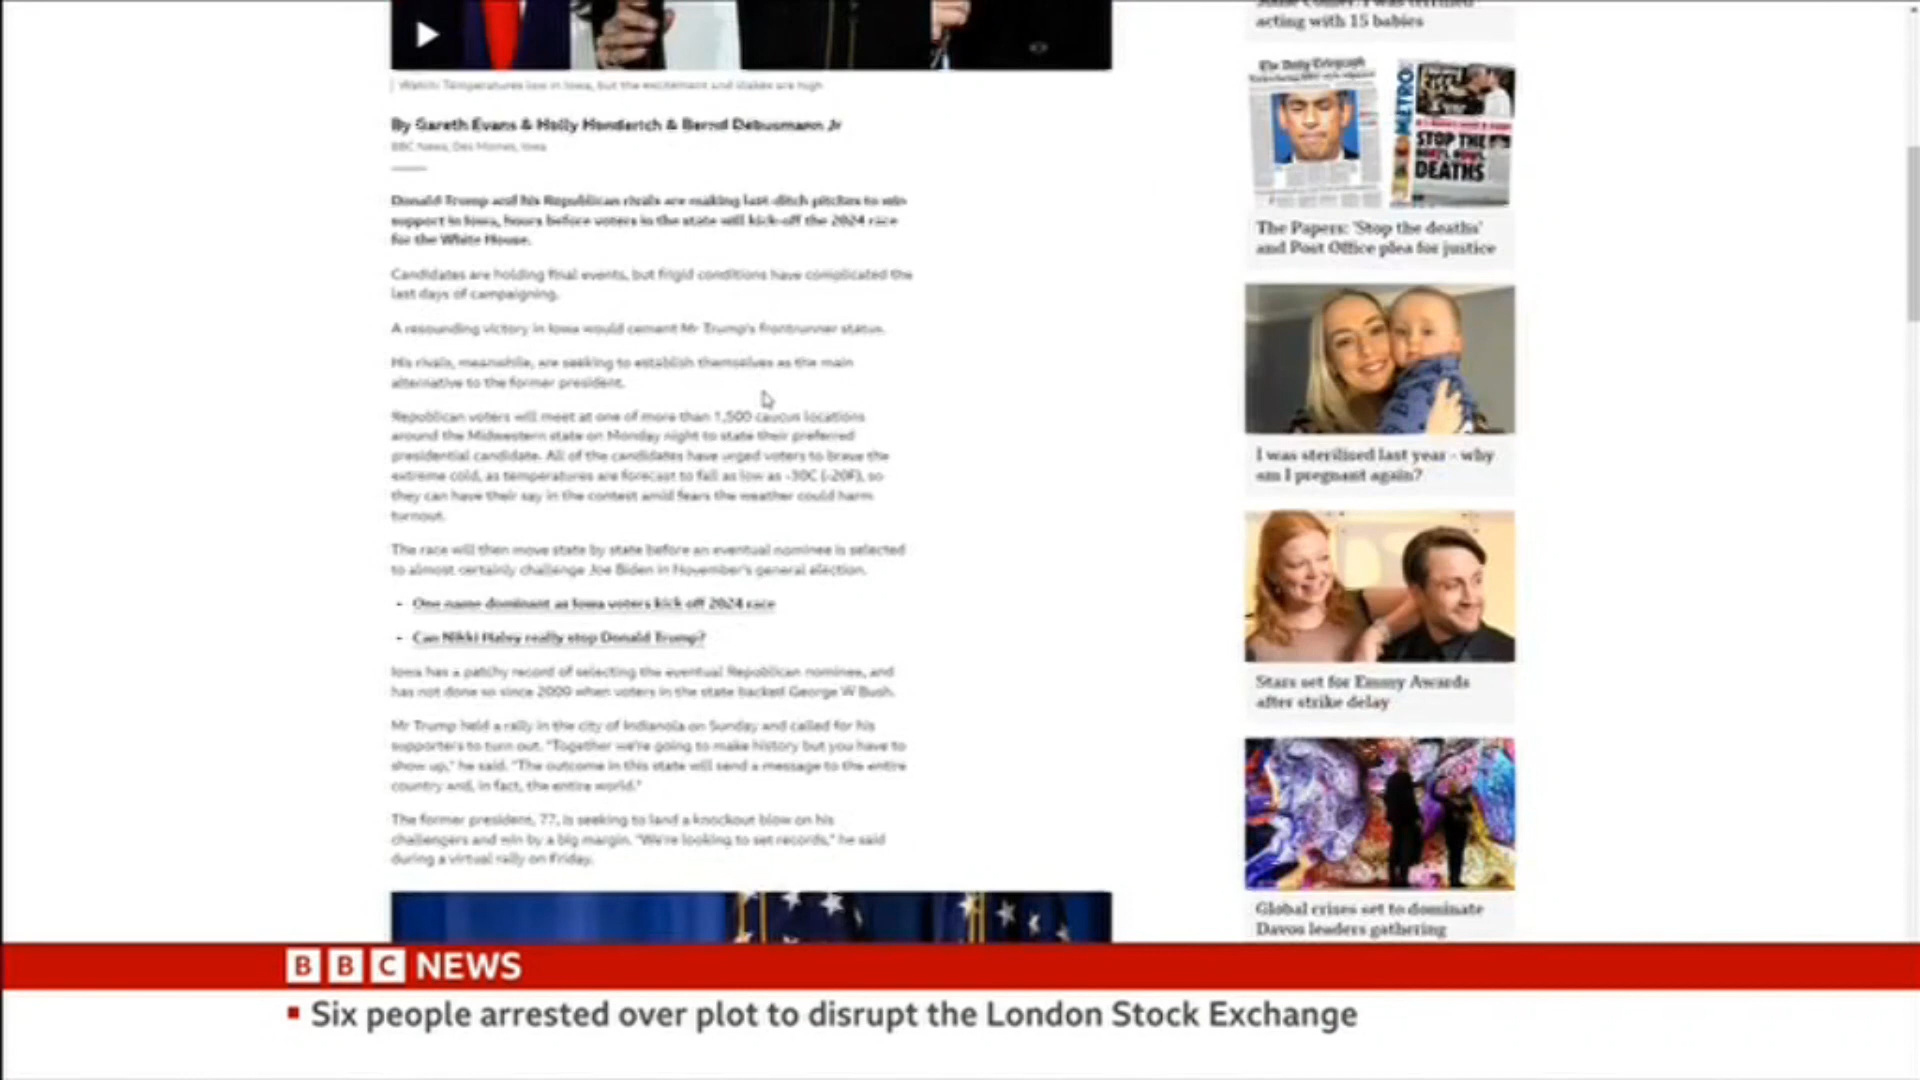 Watch: Temperatures low in Iowa, but the excitement and stakes are high
By Gareth Evans & Holly Honderich & Bernd Debusmann Jr
BBC News, Des Moines, Iowa
Donald Trump and his Republican rivals are making last-ditch pitches to win
support in Iowa, hours before voters in the state will kick-off the 2024 race
for the White House.
Candidates are holding final events, but frigid conditions have complicated the
last days of campaigning.
A resounding victory in Iowa would cement Mr Trump's frontrunner status.
His rivals, meanwhile, are seeking to establish themselves as the main
alternative to the former president.
Republican voters will meet at one of more than 1,500 caucus locations
around the Midwestern state on Monday night to state their preferred
presidential candidate. All of the candidates have urged voters to brave the
extreme cold, as temperatures are forecast to fall as low as -30C (-20F), so
they can have their say in the contest amid fears the weather could harm
turnout.
The race will then move state by state before an eventual nominee is selected
to almost certainly challenge Joe Biden in November's general election.
- One name dominant as Iowa voters kick off 2024 race
- Can Nikki Haley really stop Donald Trump?
Iowa has a patchy record of selecting the eventual Republican nominee, and
has not done so since 2000 when voters in the state backed George W Bush.
Mr Trump held a rally in the city of Indianola on Sunday and called for his
supporters to turn out. "Together we're going to make history but you have to
show up," he said. "The outcome in this state will send a message to the entire
country and, in fact, the entire world."
The former president, 77, is seeking to land a knockout blow on his
challengers and win by a big margin. "We're looking to set records," he said
during a virtual rally on Friday.
acting with 15 babies
The Daily Telegraph
METRO
STOP THE
DEATHS
The Papers: 'Stop the deaths'
and Post Office plea for justice
I was sterilised last year - why
am I pregnant again?
Stars set for Emmy Awards
after strike delay
Global crises set to dominate
Davos leaders gathering
BBC NEWS
Six people arrested over plot to disrupt the London Stock Exchange